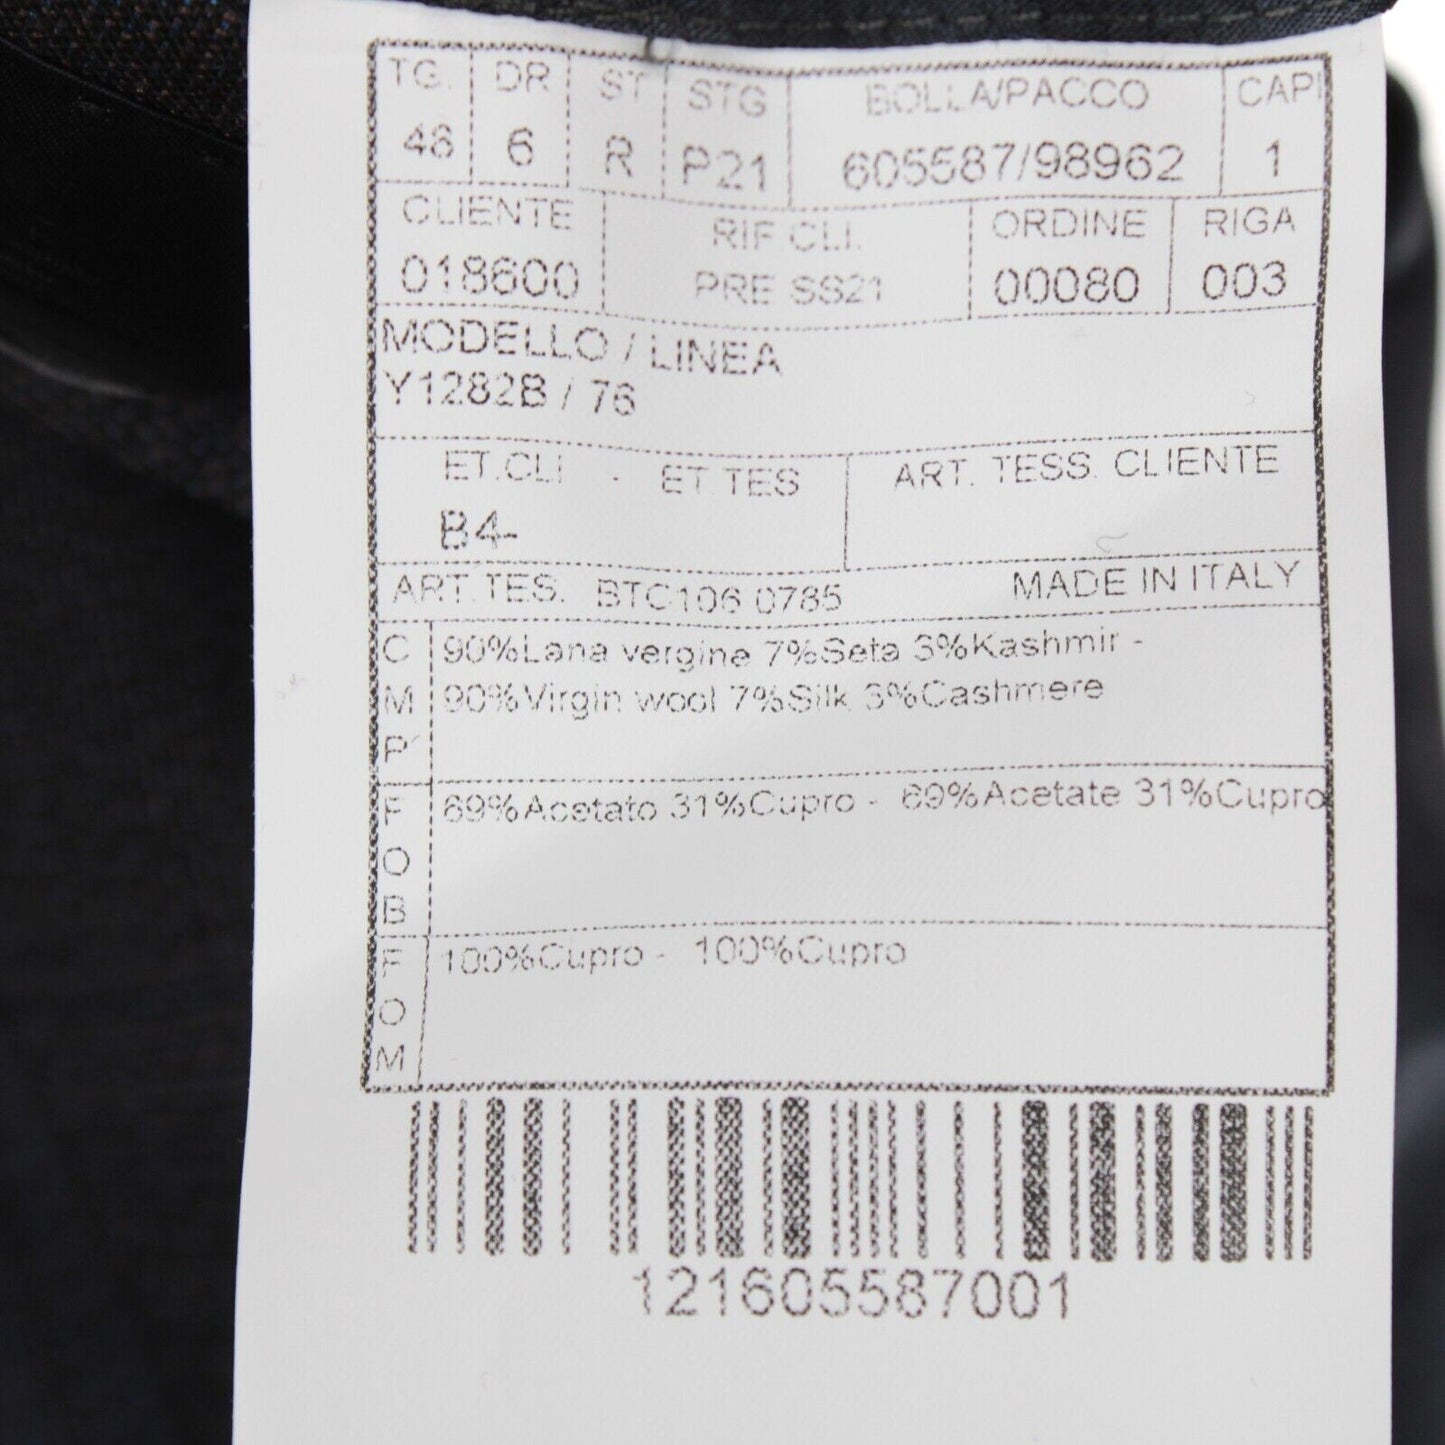 TG. DR ST STG BOLLA/PACCO CAPI
48 6 R P21 605587/98962 1
CLIENTE RIF CLI. ORDINE RIGA
018600 PRE SS21 00080 003
MODELLO / LINEA
Y1282B / 76
ET.CLI - ET.TES ART. TESS. CLIENTE
B4-
ART.TES. BTC106 0785 MADE IN ITALY
CMP 90%Lana vergine 7%Seta 3%Kashmir -
90%Virgin wool 7%Silk 3%Cashmere
FOB 69%Acetato 31%Cupro - 69%Acetate 31%Cupro
FOM 100%Cupro - 100%Cupro
121605587001